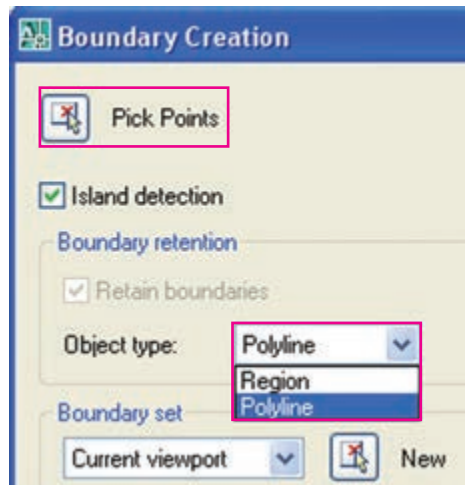 Boundary Creation
Pick Points
Island detection
Boundary retention
Retain boundaries
Object type: Polyline
Region
Polyline
Boundary set
Current viewport New